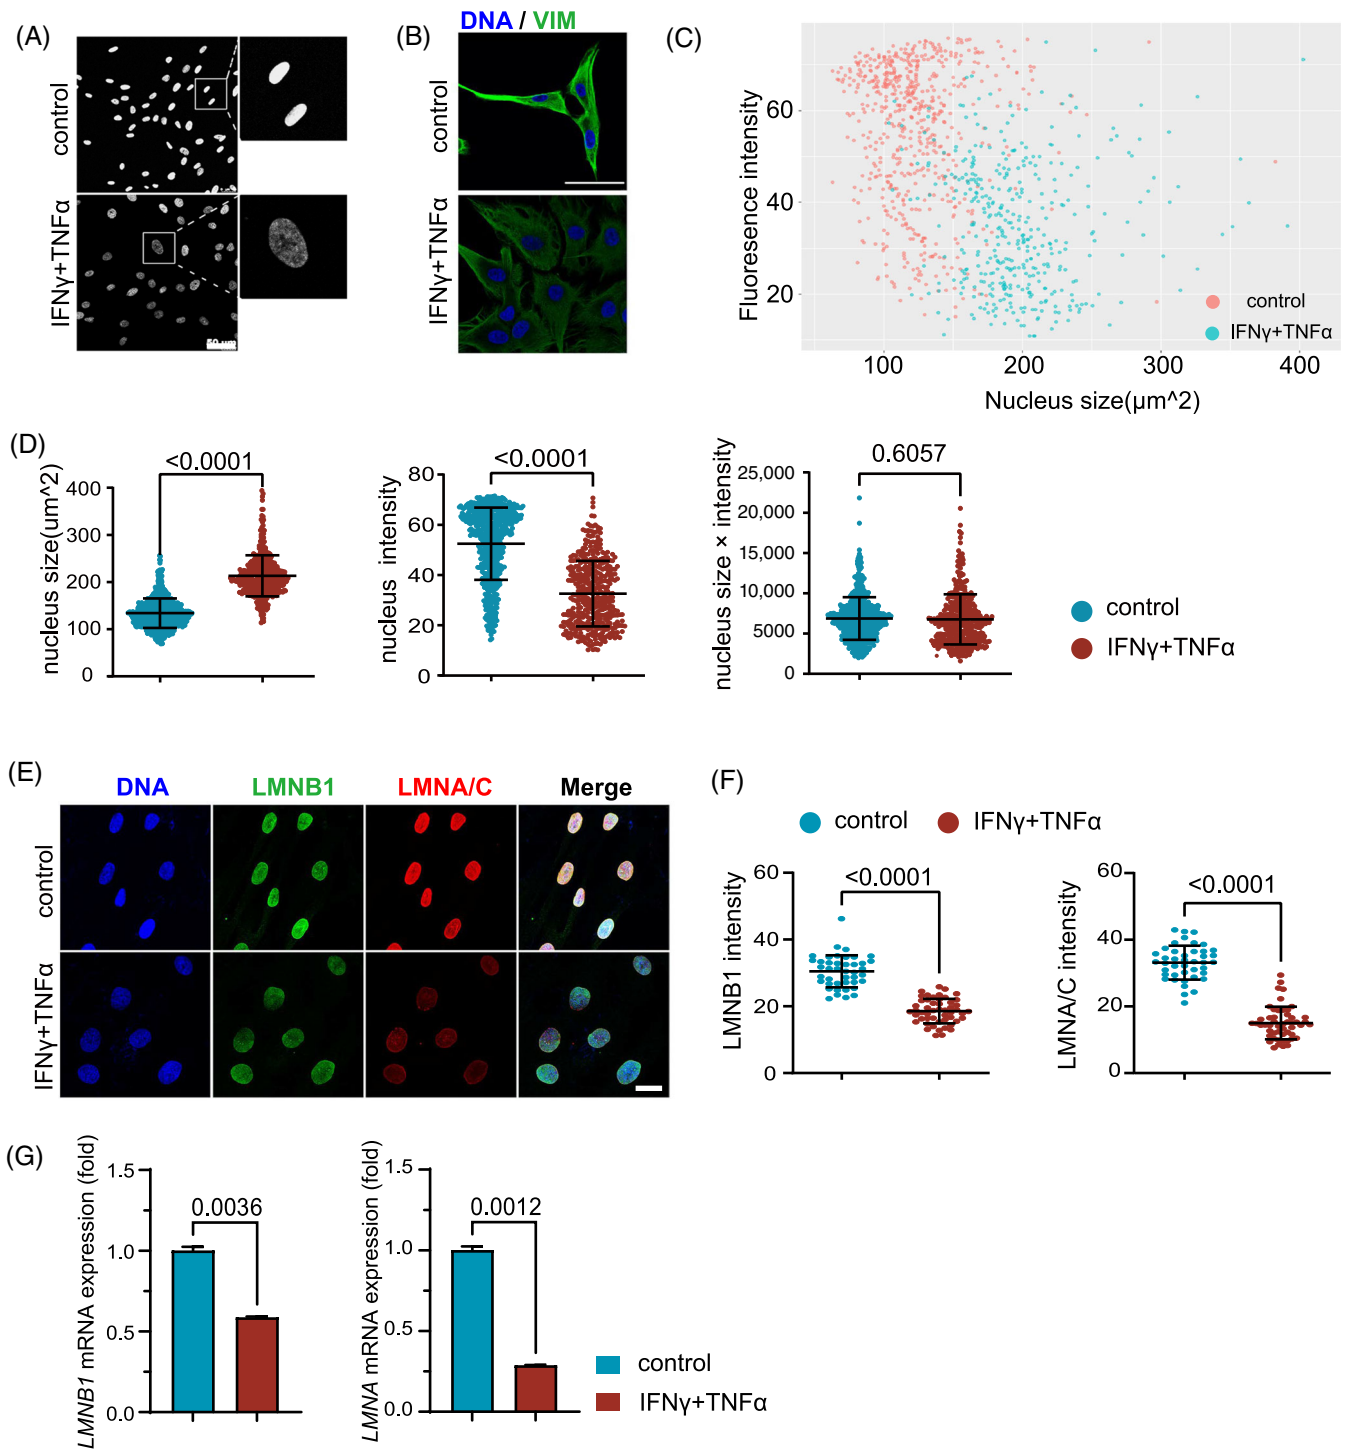 (A)
control
IFNγ+TNFα
50 μm
(B)
DNA / VIM
control
IFNγ+TNFα
(C)
Fluoresence intensity
60
40
20
100
200
300
400
Nucleus size(μm^2)
control
IFNγ+TNFα
(D)
nucleus size(um^2)
400
300
200
100
0
<0.0001
nucleus intensity
80
60
40
20
0
<0.0001
nucleus size × intensity
25,000
20,000
15,000
10,000
5000
0
0.6057
control
IFNγ+TNFα
(E)
DNA
LMNB1
LMNA/C
Merge
control
IFNγ+TNFα
(F)
control
IFNγ+TNFα
LMNB1 intensity
60
40
20
0
<0.0001
LMNA/C intensity
60
40
20
0
<0.0001
(G)
LMNB1 mRNA expression (fold)
1.5
1.0
0.5
0.0
0.0036
LMNA mRNA expression (fold)
1.5
1.0
0.5
0.0
0.0012
control
IFNγ+TNFα